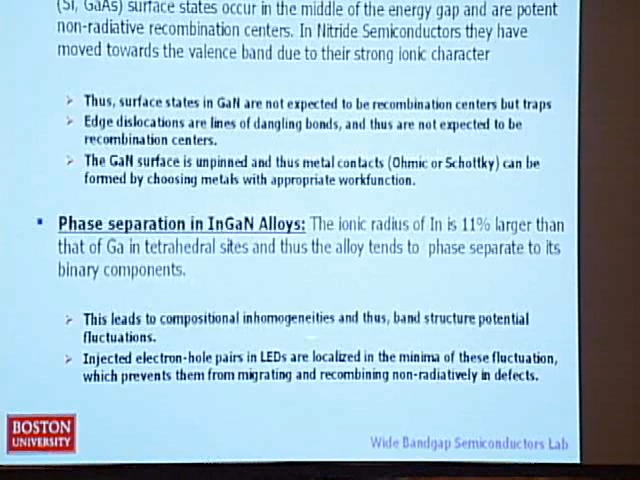 (Si, GaAs) surface states occur in the middle of the energy gap and are potent
non-radiative recombination centers. In Nitride Semiconductors they have
moved towards the valence band due to their strong ionic character
➢ Thus, surface states in GaN are not expected to be recombination centers but traps
➢ Edge dislocations are lines of dangling bonds, and thus are not expected to be
recombination centers.
➢ The GaN surface is unpinned and thus metal contacts (Ohmic or Schottky) can be
formed by choosing metals with appropriate workfunction.
▪ Phase separation in InGaN Alloys: The ionic radius of In is 11% larger than
that of Ga in tetrahedral sites and thus the alloy tends to phase separate to its
binary components.
➢ This leads to compositional inhomogeneities and thus, band structure potential
fluctuations.
➢ Injected electron-hole pairs in LEDs are localized in the minima of these fluctuation,
which prevents them from migrating and recombining non-radiatively in defects.
BOSTON
UNIVERSITY
Wide Bandgap Semiconductors Lab